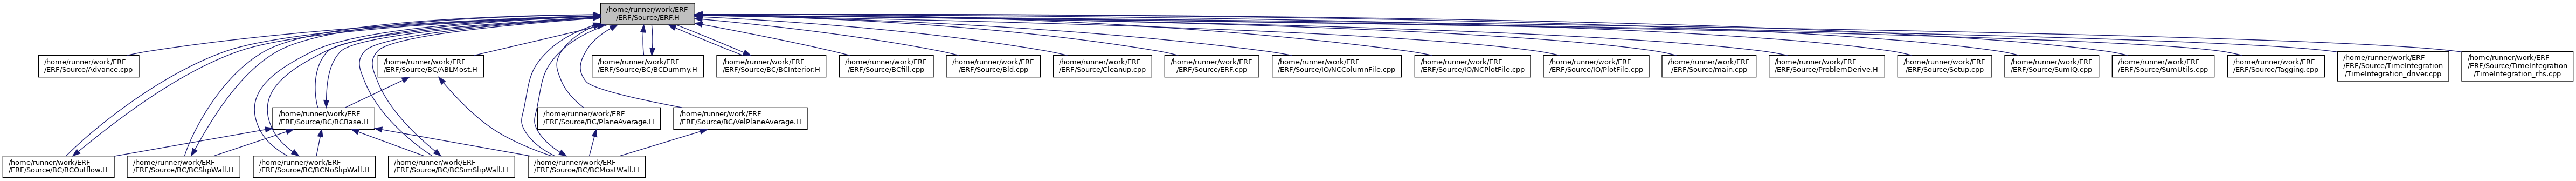 /home/runner/work/ERF
/ERF/Source/ERF.H
/home/runner/work/ERF
/ERF/Source/Advance.cpp
/home/runner/work/ERF
/ERF/Source/BC/ABLMost.H
/home/runner/work/ERF
/ERF/Source/BC/BCDummy.H
/home/runner/work/ERF
/ERF/Source/BC/BCInterior.H
/home/runner/work/ERF
/ERF/Source/BCfill.cpp
/home/runner/work/ERF
/ERF/Source/Bld.cpp
/home/runner/work/ERF
/ERF/Source/Cleanup.cpp
/home/runner/work/ERF
/ERF/Source/ERF.cpp
/home/runner/work/ERF
/ERF/Source/IO/NCColumnFile.cpp
/home/runner/work/ERF
/ERF/Source/IO/NCPlotFile.cpp
/home/runner/work/ERF
/ERF/Source/IO/PlotFile.cpp
/home/runner/work/ERF
/ERF/Source/main.cpp
/home/runner/work/ERF
/ERF/Source/ProblemDerive.H
/home/runner/work/ERF
/ERF/Source/Setup.cpp
/home/runner/work/ERF
/ERF/Source/SumIQ.cpp
/home/runner/work/ERF
/ERF/Source/SumUtils.cpp
/home/runner/work/ERF
/ERF/Source/Tagging.cpp
/home/runner/work/ERF
/ERF/Source/TimeIntegration
/TimeIntegration_driver.cpp
/home/runner/work/ERF
/ERF/Source/TimeIntegration
/TimeIntegration_rhs.cpp
/home/runner/work/ERF
/ERF/Source/BC/BCBase.H
/home/runner/work/ERF
/ERF/Source/BC/PlaneAverage.H
/home/runner/work/ERF
/ERF/Source/BC/VelPlaneAverage.H
/home/runner/work/ERF
/ERF/Source/BC/BCOutflow.H
/home/runner/work/ERF
/ERF/Source/BC/BCSlipWall.H
/home/runner/work/ERF
/ERF/Source/BC/BCNoSlipWall.H
/home/runner/work/ERF
/ERF/Source/BC/BCSimSlipWall.H
/home/runner/work/ERF
/ERF/Source/BC/BCMostWall.H